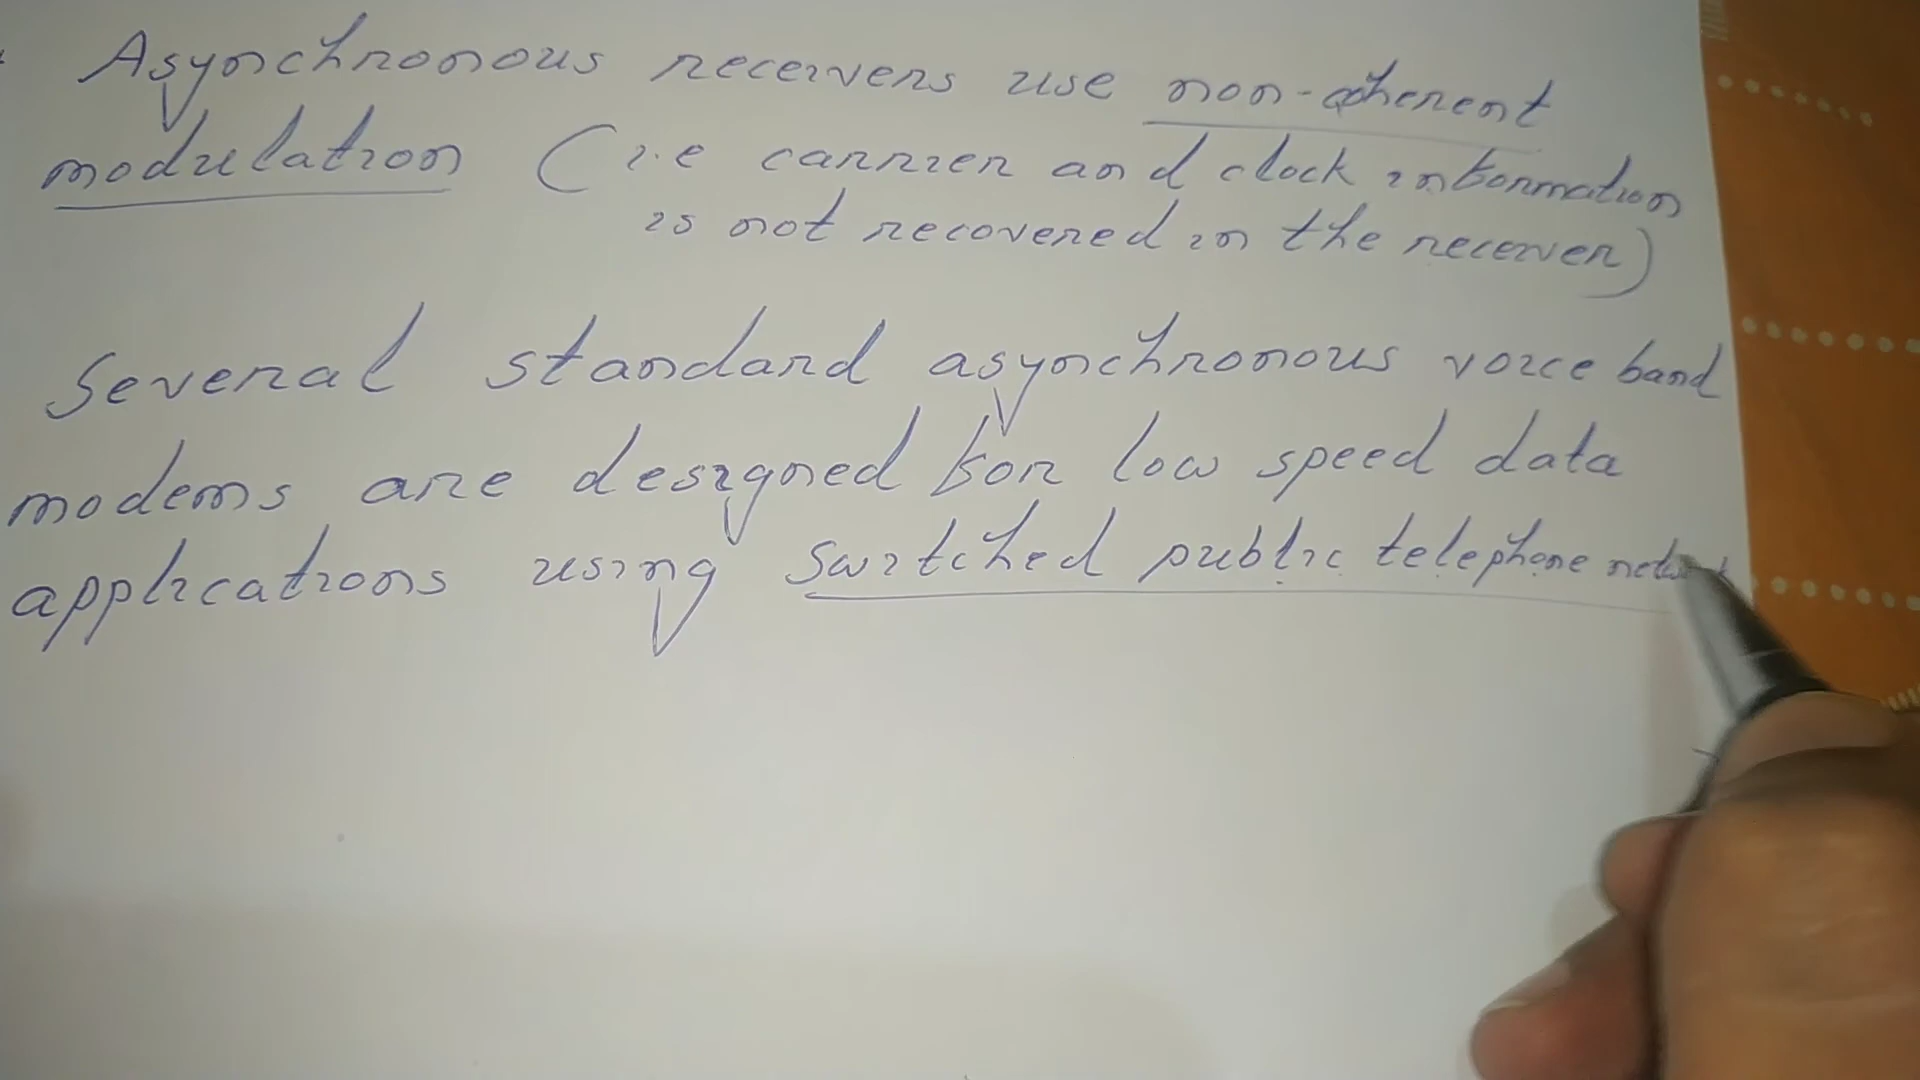 Asynchronous receivers use non-coherent
modulation (i.e carrier and clock information
is not recovered in the receiver)
Several standard asynchronous voice band
modems are designed for low speed data
applications using switched public telephone